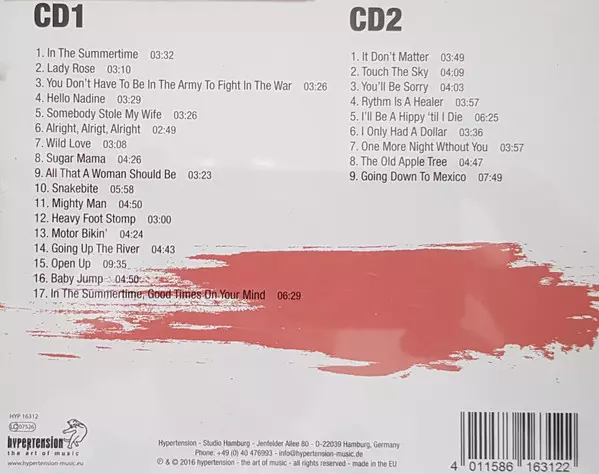 CD1
1. In The Summertime 03:32
2. Lady Rose 03:10
3. You Don't Have To Be In The Army To Fight In The War 03:26
4. Hello Nadine 03:29
5. Somebody Stole My Wife 03:26
6. Alright, Alrigt, Alright 02:49
7. Wild Love 03:08
8. Sugar Mama 04:26
9. All That A Woman Should Be 03:23
10. Snakebite 05:58
11. Mighty Man 04:50
12. Heavy Foot Stomp 03:00
13. Motor Bikin' 04:24
14. Going Up The River 04:43
15. Open Up 09:35
16. Baby Jump 04:50
17. In The Summertime, Good Times On Your Mind 06:29
CD2
1. It Don't Matter 03:49
2. Touch The Sky 04:09
3. You'll Be Sorry 04:03
4. Rythm Is A Healer 03:57
5. I'll Be A Hippy 'til I Die 06:25
6. I Only Had A Dollar 03:36
7. One More Night Wthout You 03:57
8. The Old Apple Tree 04:47
9. Going Down To Mexico 07:49
HYP 16312
LC 07526
hypertension
the art of music
www.hypertension-music.eu
Hypertension - Studio Hamburg - Jenfelder Allee 80 - D-22039 Hamburg, Germany
Phone: +49 (0) 40 476993 - info@hypertension-music.com
℗ & © 2016 hypertension - the art of music - all rights reserved - made in the EU
4 011586 163122